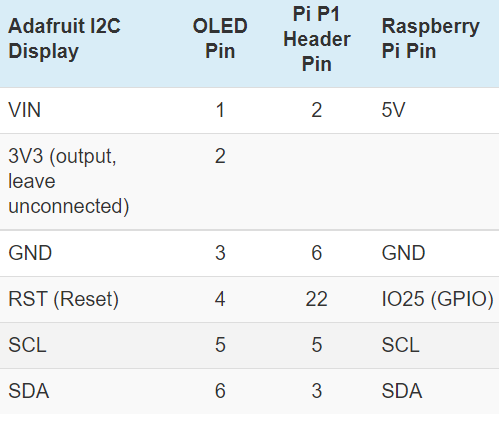 Adafruit I2C Display OLED Pin Pi P1 Header Pin Raspberry Pi Pin
VIN 1 2 5V
3V3 (output, leave unconnected) 2
GND 3 6 GND
RST (Reset) 4 22 IO25 (GPIO)
SCL 5 5 SCL
SDA 6 3 SDA